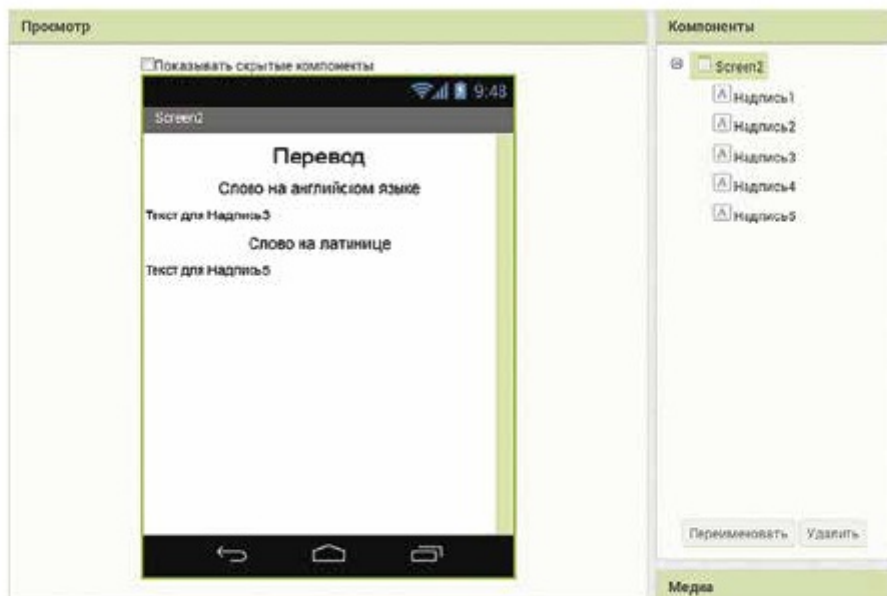 Просмотр
Показывать скрытые компоненты
9:48
Screen2
Перевод
Слово на английском языке
Текст для Надпись3
Слово на латинице
Текст для Надпись5
Компоненты
Screen2
Надпись1
Надпись2
Надпись3
Надпись4
Надпись5
Переименовать Удалить
Медиа